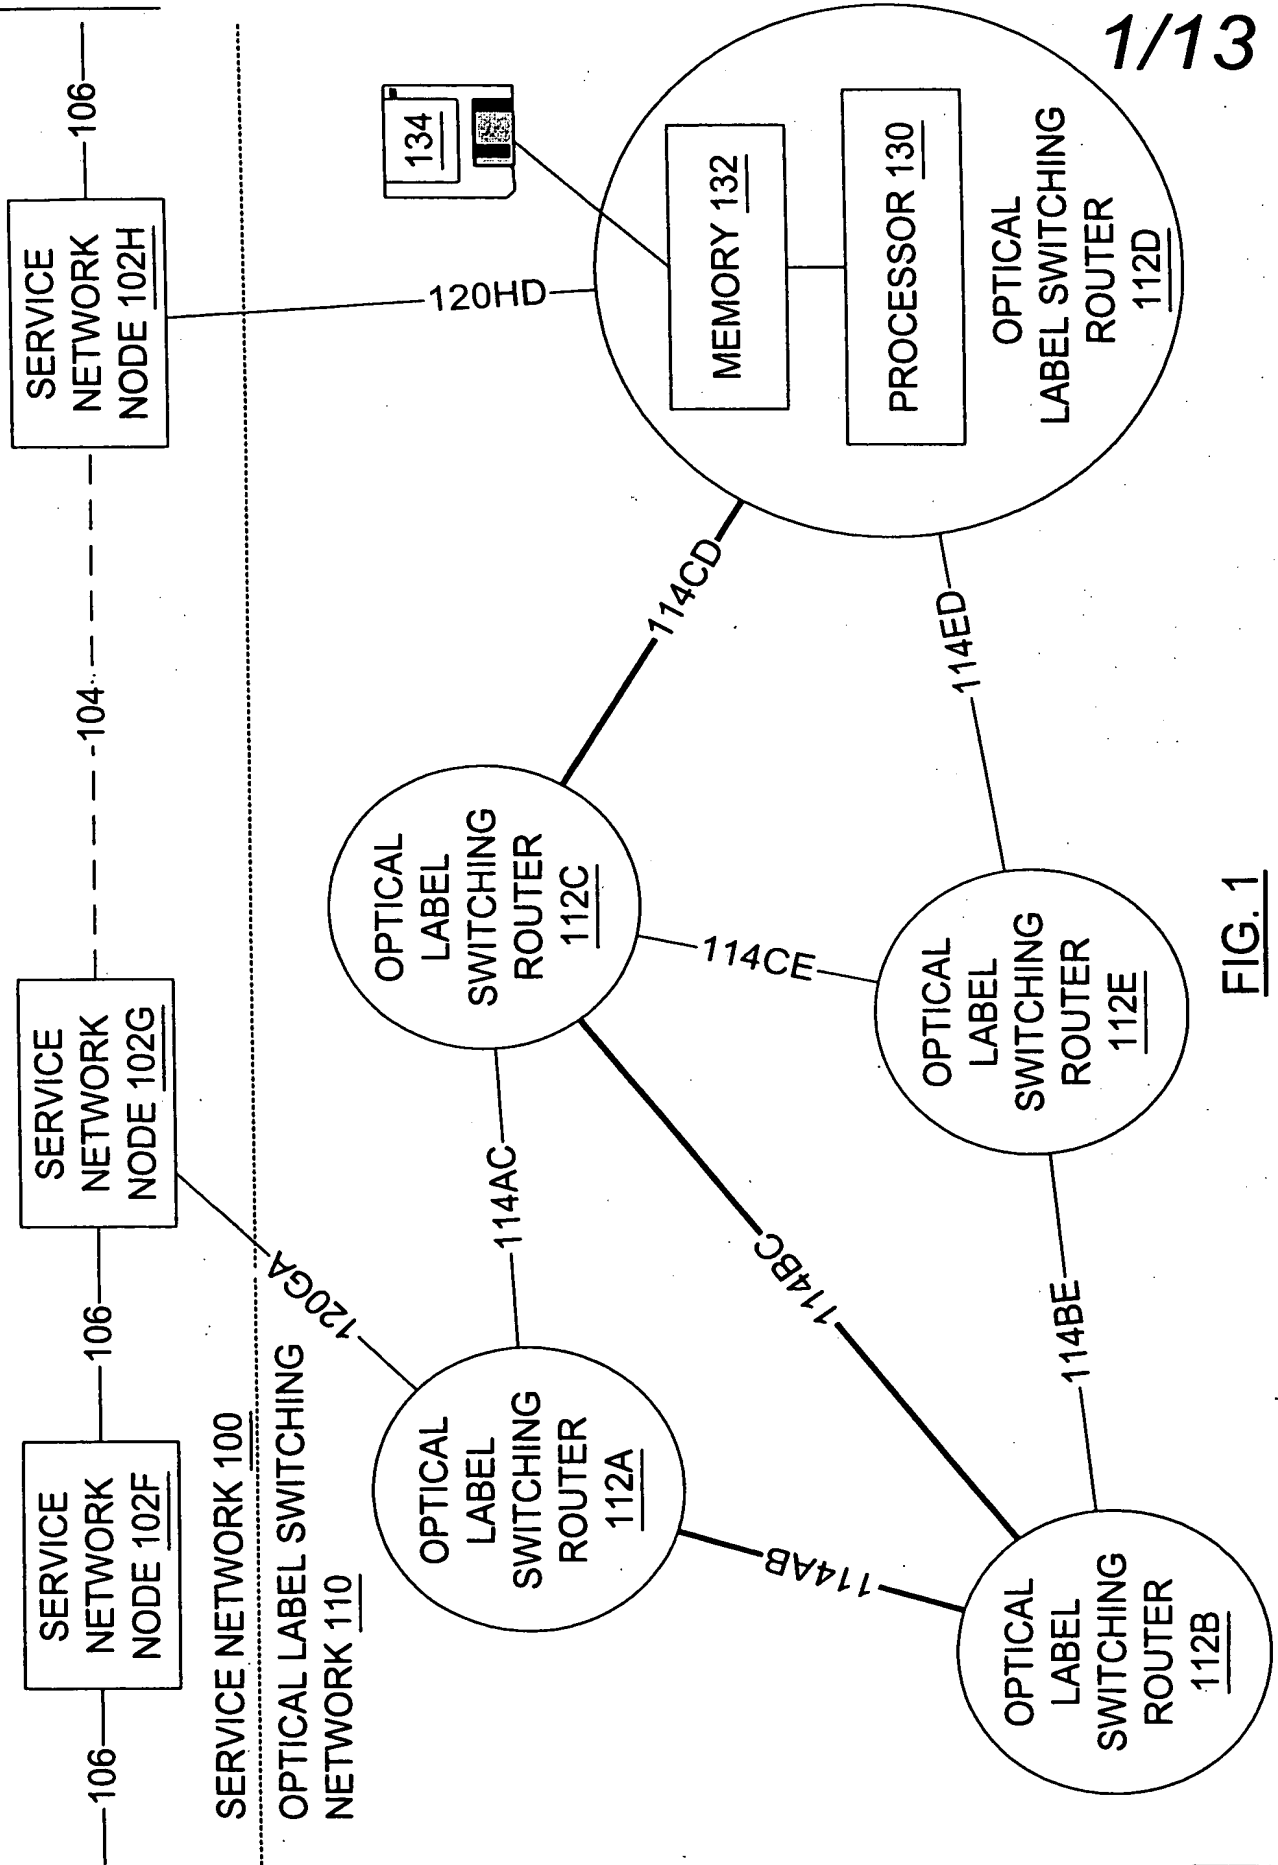 1/13
106
SERVICE
NETWORK
NODE 102F
106
SERVICE
NETWORK
NODE 102G
104
SERVICE
NETWORK
NODE 102H
106
SERVICE NETWORK 100
OPTICAL LABEL SWITCHING
NETWORK 110
120GA
120HD
134
OPTICAL
LABEL
SWITCHING
ROUTER
112A
114AC
OPTICAL
LABEL
SWITCHING
ROUTER
112C
114CD
MEMORY 132
PROCESSOR 130
OPTICAL
LABEL SWITCHING
ROUTER
112D
114AB
114BC
114CE
114ED
OPTICAL
LABEL
SWITCHING
ROUTER
112B
114BE
OPTICAL
LABEL
SWITCHING
ROUTER
112E
FIG. 1